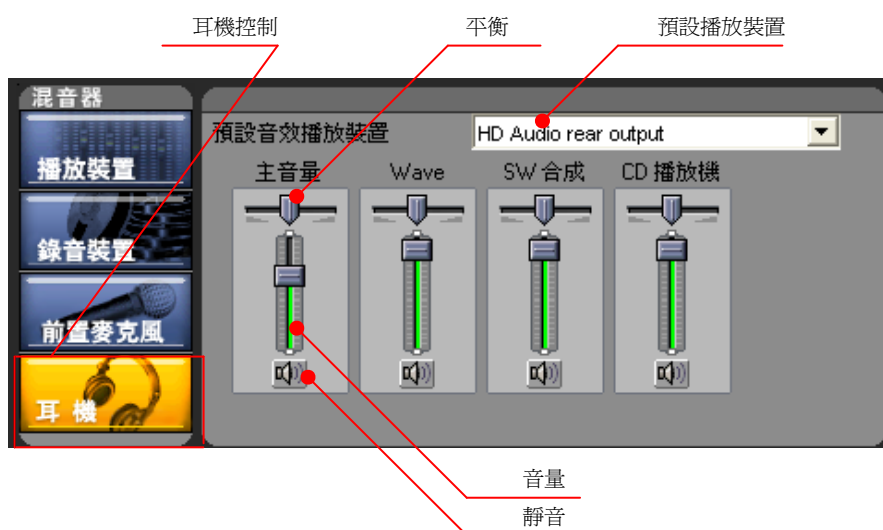 耳機控制
平衡
預設播放裝置
混音器
播放裝置
錄音裝置
前置麥克風
耳 機
預設音效播放裝置
HD Audio rear output
主音量
Wave
SW 合成
CD 播放機
音量
靜音